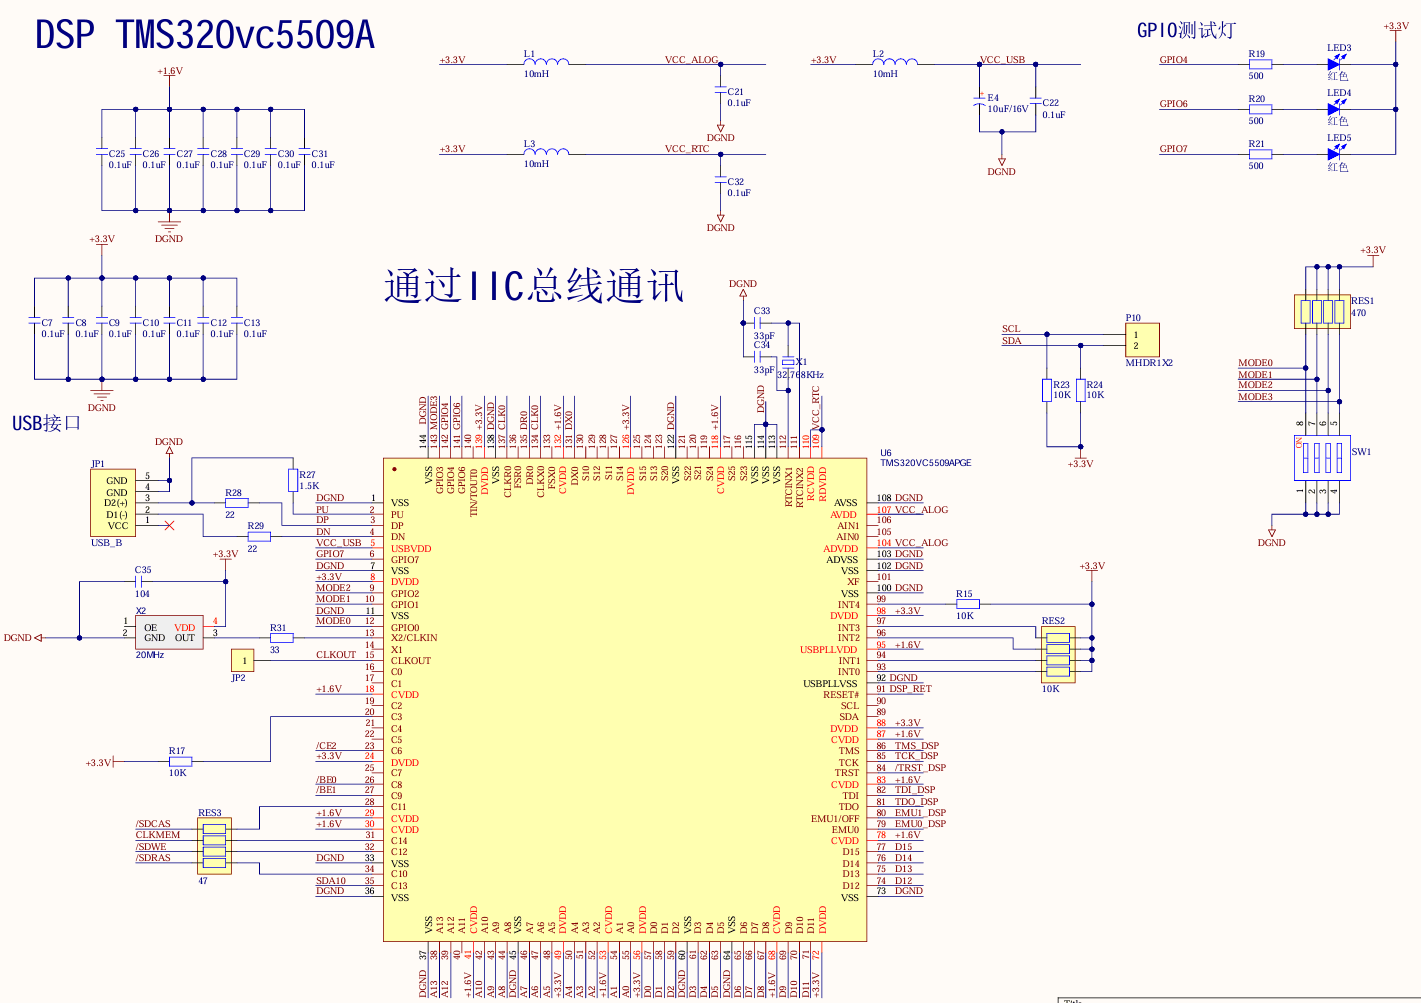 DSP TMS320vc5509A
GPIO测试灯
+1.6V
C25 0.1uF
C26 0.1uF
C27 0.1uF
C28 0.1uF
C29 0.1uF
C30 0.1uF
C31 0.1uF
DGND
+3.3V
L1
10mH
VCC_ALOG
C21
0.1uF
DGND
+3.3V
L3
10mH
VCC_RTC
C32
0.1uF
DGND
+3.3V
L2
10mH
VCC_USB
E4
10uF/16V
C22
0.1uF
DGND
+3.3V
GPIO4
R19
500
LED3
红色
GPIO6
R20
500
LED4
红色
GPIO7
R21
500
LED5
红色
+3.3V
C7 0.1uF
C8 0.1uF
C9 0.1uF
C10 0.1uF
C11 0.1uF
C12 0.1uF
C13 0.1uF
DGND
通过IIC总线通讯
DGND
C33
33pF
C34
33pF
X1
32.768KHz
DGND
VCC_RTC
SCL
SDA
P10
1
2
MHDR1X2
R23
10K
R24
10K
+3.3V
+3.3V
RES1
470
MODE0
MODE1
MODE2
MODE3
8 7 6 5
ON
SW1
1 2 3 4
DGND
USB接口
DGND
JP1
GND 5
GND 4
D2(+) 3
D1(-) 2
VCC 1
USB_B
R27
1.5K
R28
22
R29
22
+3.3V
C35
104
X2
1 OE VDD 4
2 GND OUT 3
20MHz
DGND
R31
33
1
JP2
CLKOUT
+3.3V
R17
10K
RES3
/SDCAS
CLKMEM
/SDWE
/SDRAS
47
U6
TMS320VC5509APGE
DGND 144 VSS
MODE3 143 GPIO3
GPIO4 142 GPIO4
GPIO6 141 GPIO6
140 TIN/TOUT0
+3.3V 139 DVDD
DGND 138 VSS
CLKR0 137 CLKR0
136 FSR0
DR0 135 DR0
CLKX0 134 CLKX0
133 FSX0
+1.6V 132 CVDD
DX0 131 DX0
130 S10
129 S12
128 S11
127 S14
+3.3V 126 DVDD
125 S15
124 S13
123 S20
DGND 122 VSS
121 S22
120 S21
119 S24
+1.6V 118 CVDD
117 S25
116 S23
115 VSS
114 VSS
113 VSS
112 RTCINX1
111 RTCINX2
110 RCVDD
109 RDVDD
DGND 1 VSS
PU 2 PU
DP 3 DP
DN 4 DN
VCC_USB 5 USBVDD
GPIO7 6 GPIO7
DGND 7 VSS
+3.3V 8 DVDD
MODE2 9 GPIO2
MODE1 10 GPIO1
DGND 11 VSS
MODE0 12 GPIO0
13 X2/CLKIN
14 X1
15 CLKOUT
16 C0
17 C1
+1.6V 18 CVDD
19 C2
20 C3
21 C4
22 C5
/CE2 23 C6
+3.3V 24 DVDD
25 C7
/BE0 26 C8
/BE1 27 C9
28 C11
+1.6V 29 CVDD
+1.6V 30 CVDD
31 C14
32 C12
DGND 33 VSS
34 C10
SDA10 35 C13
DGND 36 VSS
AVSS 108 DGND
AVDD 107 VCC_ALOG
AIN1 106
AIN0 105
ADVDD 104 VCC_ALOG
ADVSS 103 DGND
VSS 102 DGND
XF 101
VSS 100 DGND
INT4 99
DVDD 98 +3.3V
INT3 97
INT2 96
USBPLLVDD 95 +1.6V
INT1 94
INT0 93
USBPLLVSS 92 DGND
RESET# 91 DSP_RET
SCL 90
SDA 89
DVDD 88 +3.3V
CVDD 87 +1.6V
TMS 86 TMS_DSP
TCK 85 TCK_DSP
TRST 84 /TRST_DSP
CVDD 83 +1.6V
TDI 82 TDI_DSP
TDO 81 TDO_DSP
EMU1/OFF 80 EMU1_DSP
EMU0 79 EMU0_DSP
CVDD 78 +1.6V
D15 77 D15
D14 76 D14
D13 75 D13
D12 74 D12
VSS 73 DGND
+3.3V
R15
10K
RES2
10K
VSS 37 DGND
A13 38 A13
A12 39 A12
A11 40
CVDD 41 +1.6V
A10 42 A10
A9 43 A9
A8 44 A8
VSS 45 DGND
A7 46 A7
A6 47 A6
A5 48 A5
DVDD 49 +3.3V
A4 50 A4
A3 51 A3
A2 52 A2
CVDD 53 +1.6V
A1 54 A1
A0 55 A0
DVDD 56 +3.3V
D0 57 D0
D1 58 D1
D2 59 D2
VSS 60 DGND
D3 61 D3
D4 62 D4
D5 63 D5
VSS 64 DGND
D6 65 D6
D7 66 D7
D8 67 D8
CVDD 68 +1.6V
D9 69 D9
D10 70 D10
D11 71 D11
DVDD 72 +3.3V